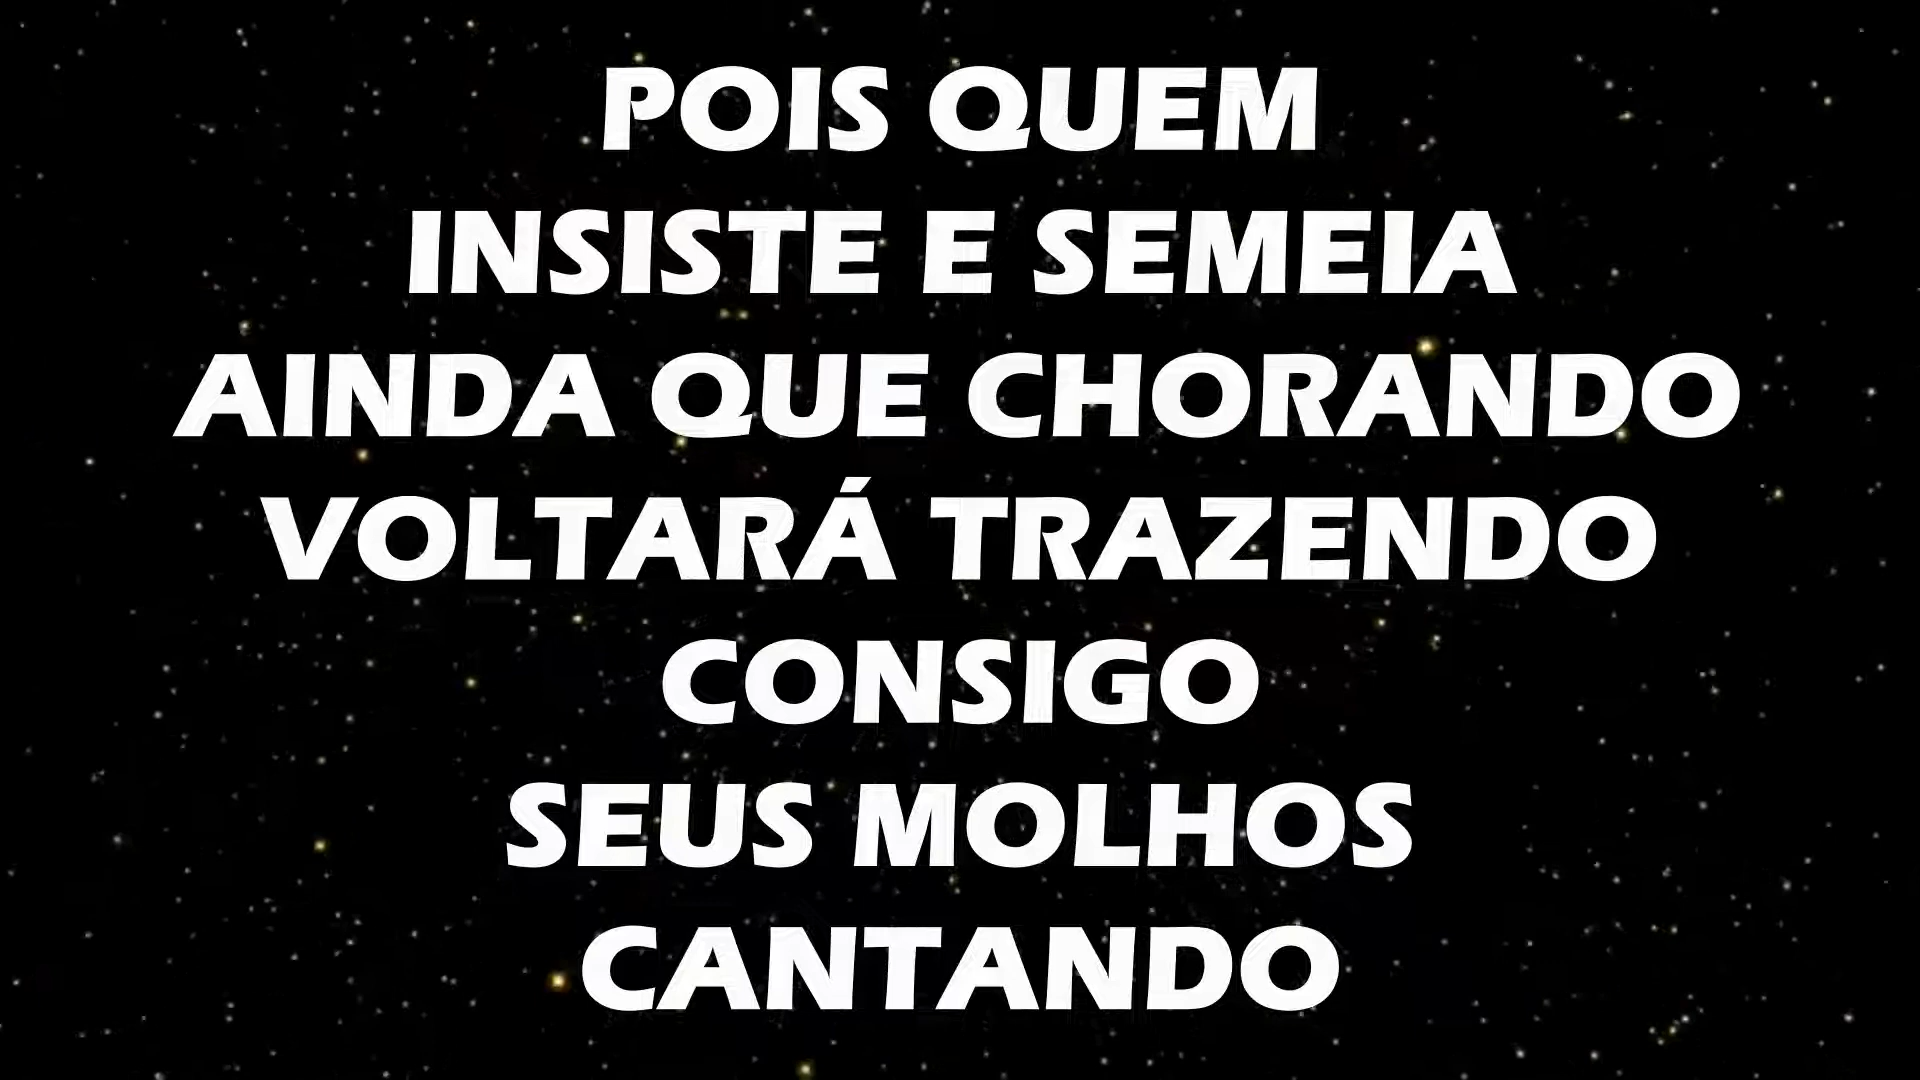 POIS QUEM
INSISTE E SEMEIA
AINDA QUE CHORANDO
VOLTARÁ TRAZENDO
CONSIGO
SEUS MOLHOS
CANTANDO